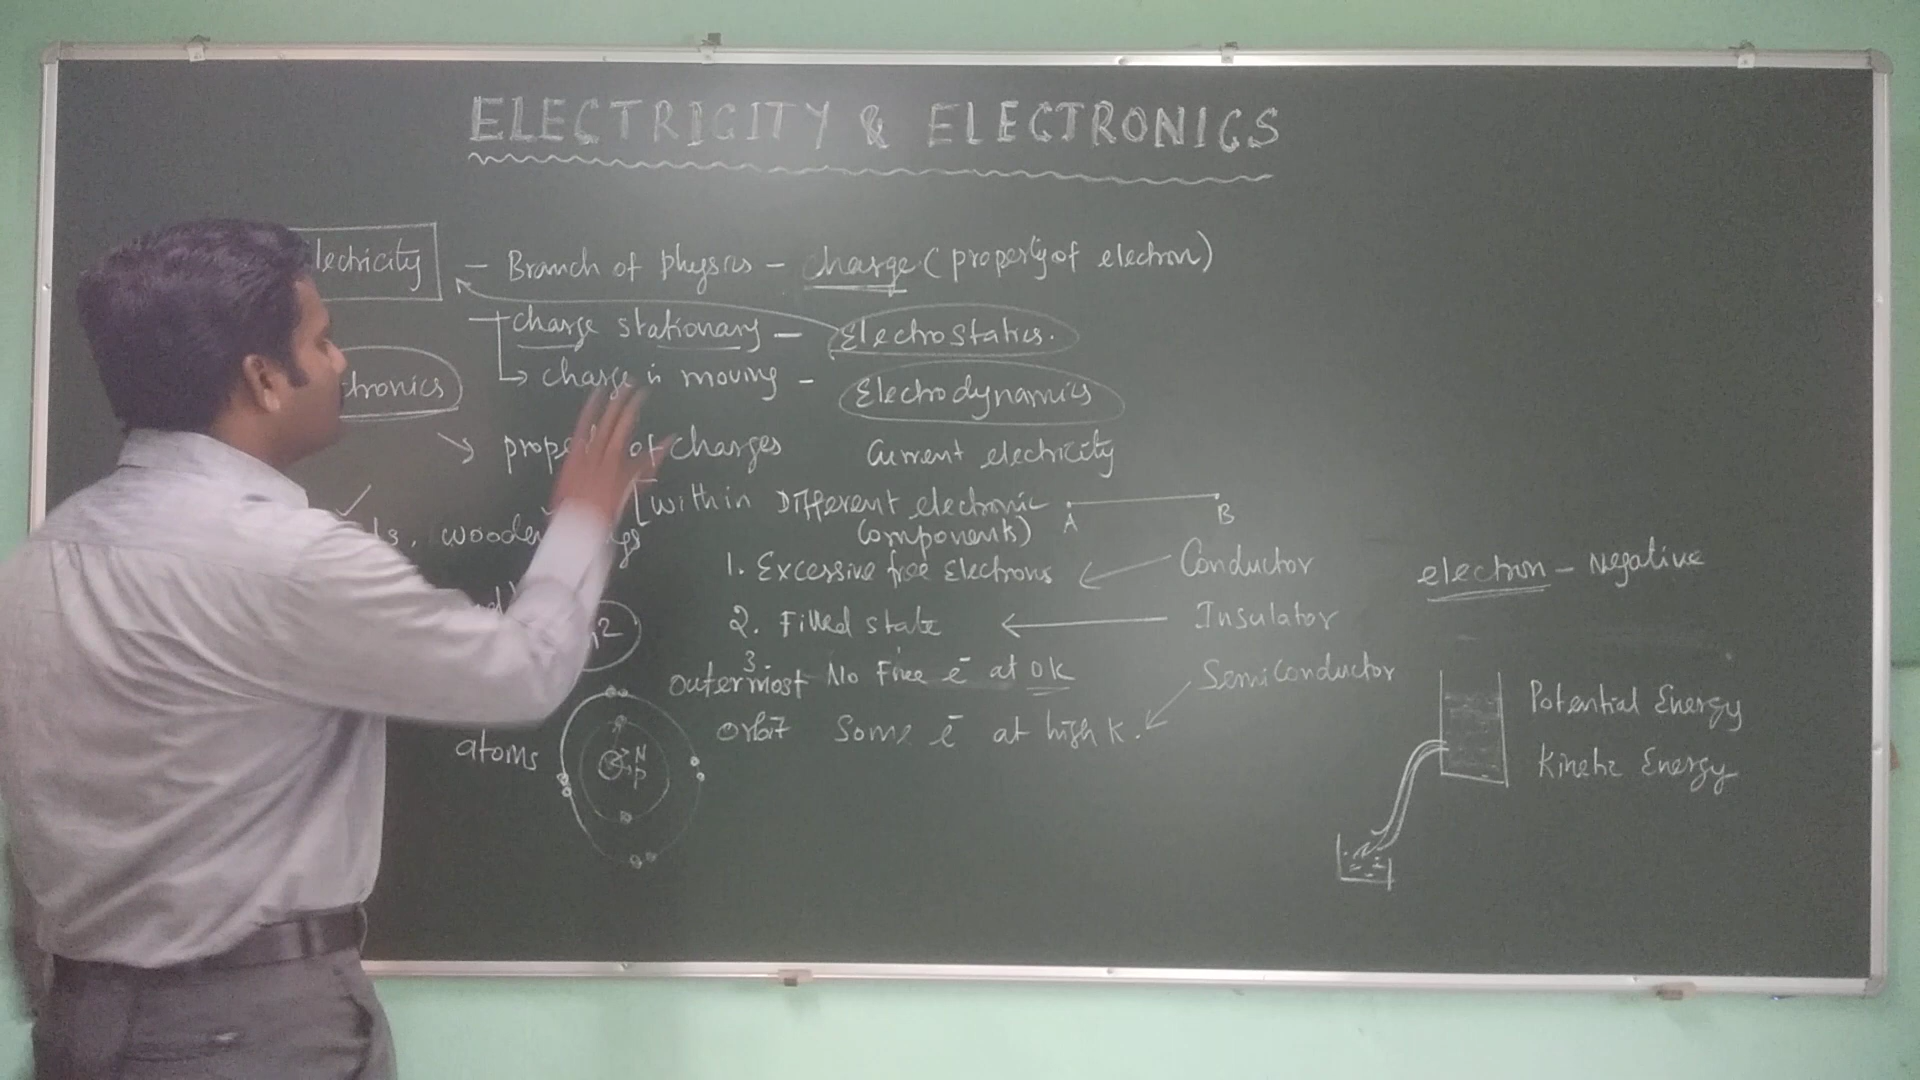 ELECTRICITY & ELECTRONICS
lectricity - Branch of physics - charge (property of electron)
charge stationary - Electrostatics.
charge is moving - Electrodynamics
tronics
of charges Current electricity
[within Different electronic
components)
A B
wooden
1. Excessive free Electrons Conductor
electron - Negative
2. Filled state Insulator
3.
outermost No Free e⁻ at 0K Semiconductor
orbit Some e⁻ at high K.
atoms
N
P
Potential Energy
Kinetic Energy